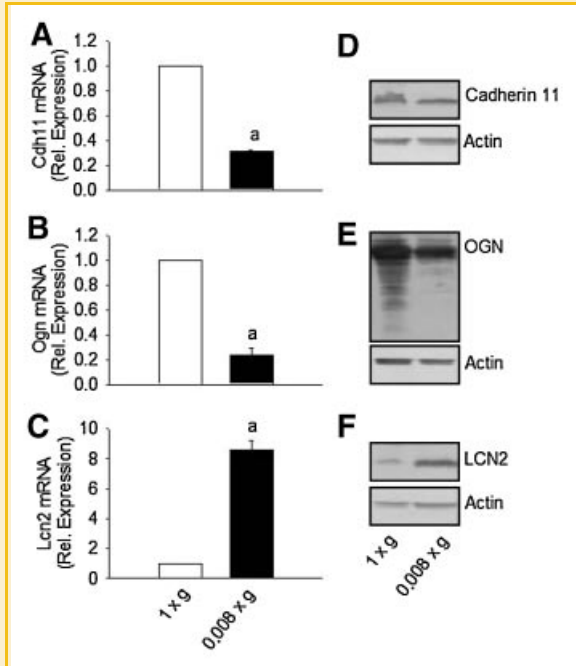 A
Cdh11 mRNA
(Rel. Expression)
1.2
1.0
0.8
0.6
0.4
0.2
0.0
a
B
Ogn mRNA
(Rel. Expression)
1.2
1.0
0.8
0.6
0.4
0.2
0.0
a
C
Lcn2 mRNA
(Rel. Expression)
10
8
6
4
2
0
a
1 x g
0.008 x g
D
Cadherin 11
Actin
E
OGN
Actin
F
LCN2
Actin
1 x g
0.008 x g